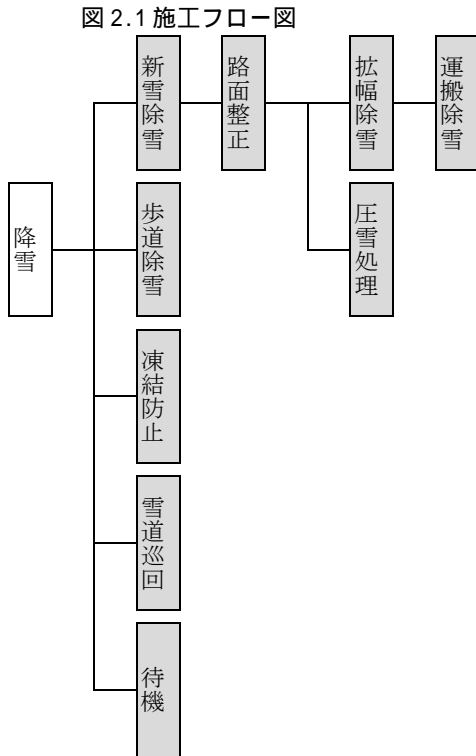 図 2.1 施工フロー図
降雪
新雪除雪
路面整正
拡幅除雪
運搬除雪
歩道除雪
圧雪処理
凍結防止
雪道巡回
待機